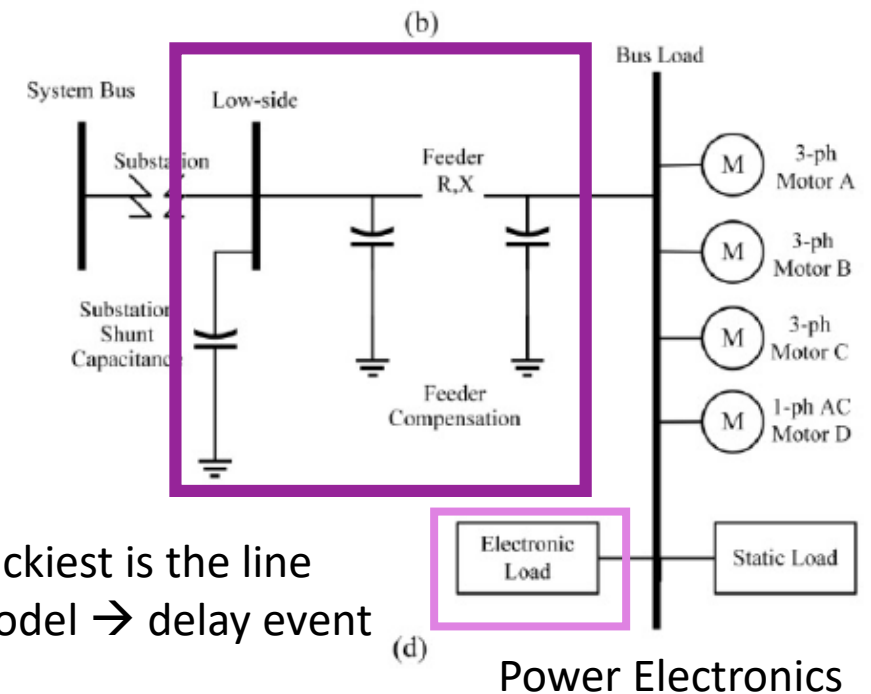 (b)
Bus Load
System Bus
Low-side
Substation
Feeder
R,X
M
3-ph
Motor A
M
3-ph
Motor B
Substation
Shunt
Capacitance
M
3-ph
Motor C
Feeder
Compensation
M
1-ph AC
Motor D
Electronic
Load
Static Load
ckiest is the line
odel → delay event
(d)
Power Electronics